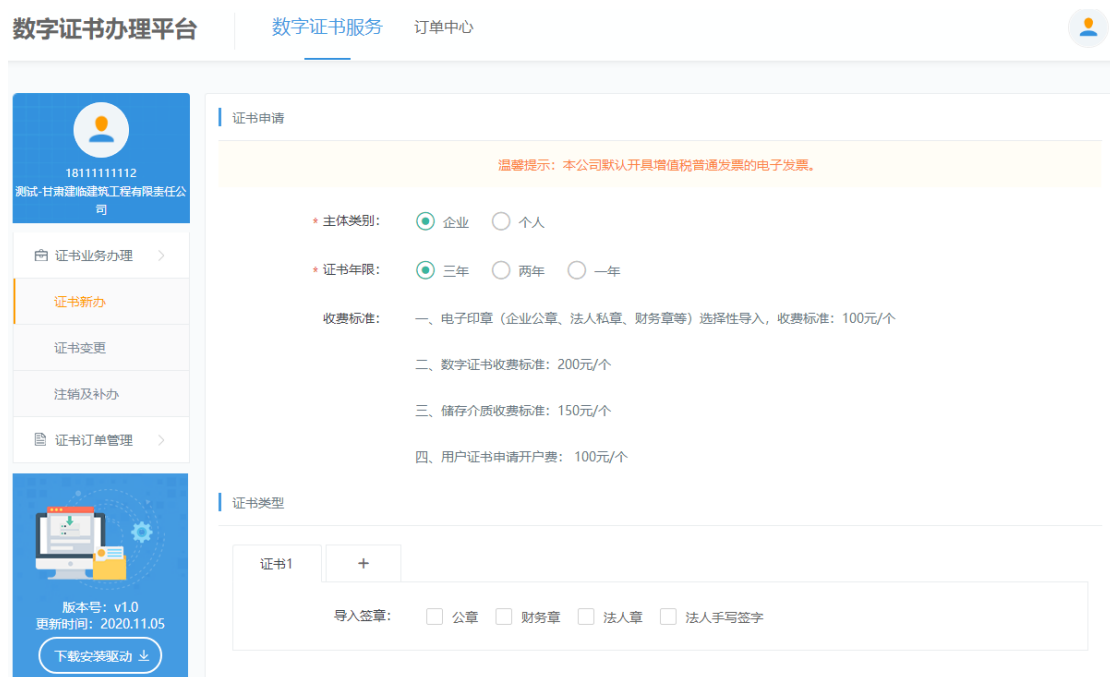 数字证书办理平台
数字证书服务
订单中心
18111111112
测试-甘肃建临建筑工程有限责任公
司
证书业务办理
证书新办
证书变更
注销及补办
证书订单管理
版本号：v1.0
更新时间：2020.11.05
下载安装驱动
证书申请
温馨提示：本公司默认开具增值税普通发票的电子发票。
* 主体类别： 企业 个人
* 证书年限： 三年 两年 一年
收费标准： 一、电子印章（企业公章、法人私章、财务章等）选择性导入，收费标准：100元/个
二、数字证书收费标准：200元/个
三、储存介质收费标准：150元/个
四、用户证书申请开户费： 100元/个
证书类型
证书1 +
导入签章： 公章 财务章 法人章 法人手写签字